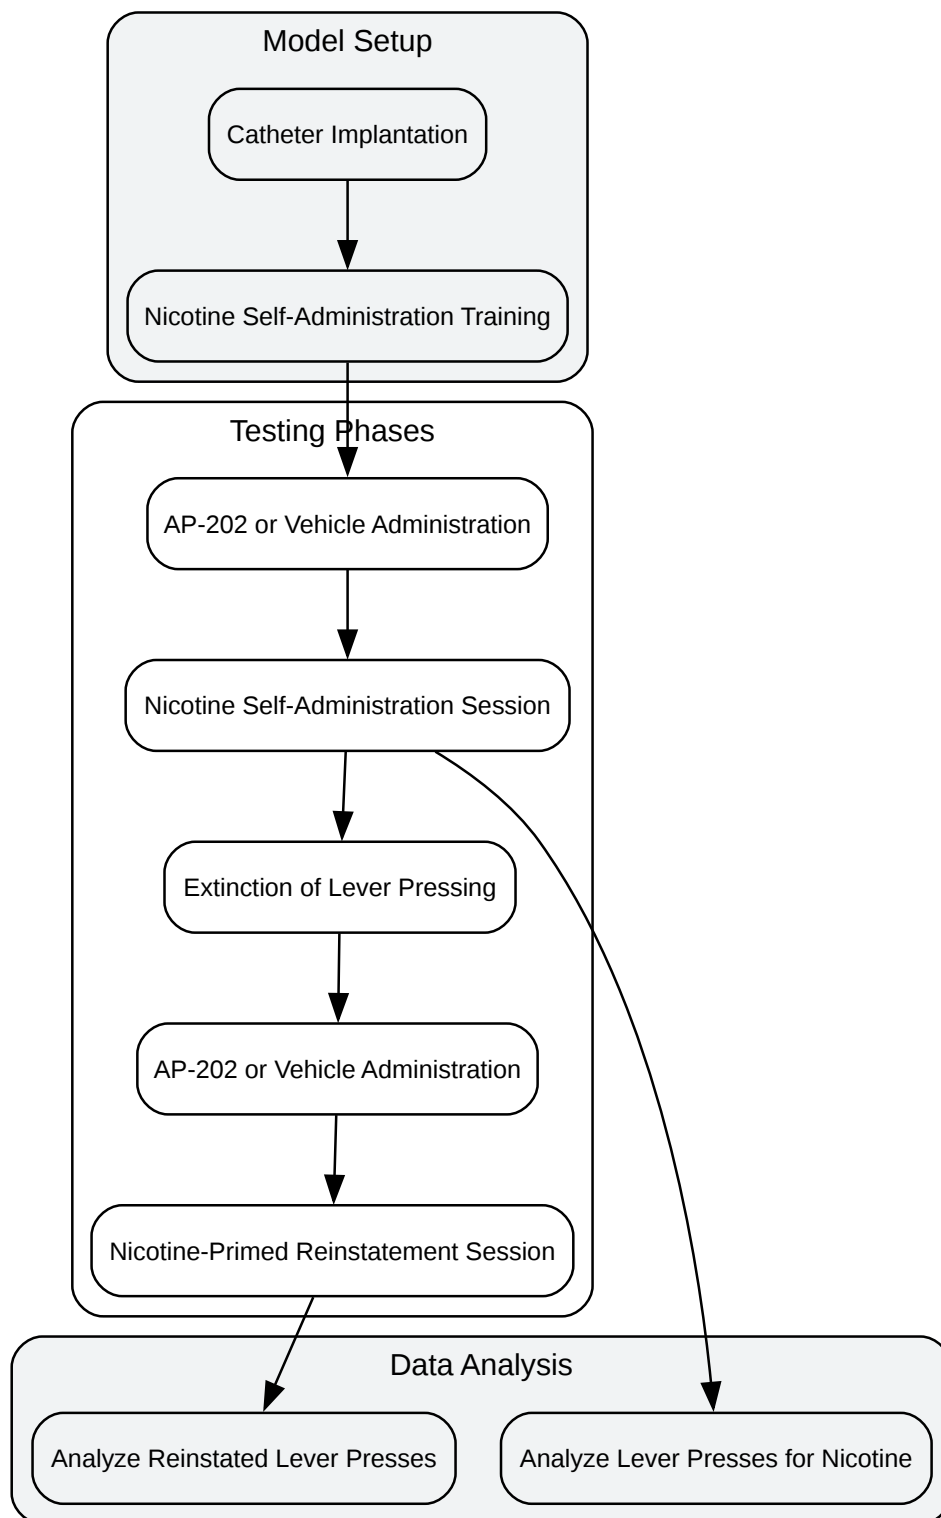 Model Setup
Catheter Implantation
Nicotine Self-Administration Training
Testing Phases
AP-202 or Vehicle Administration
Nicotine Self-Administration Session
Extinction of Lever Pressing
AP-202 or Vehicle Administration
Nicotine-Primed Reinstatement Session
Data Analysis
Analyze Reinstated Lever Presses
Analyze Lever Presses for Nicotine